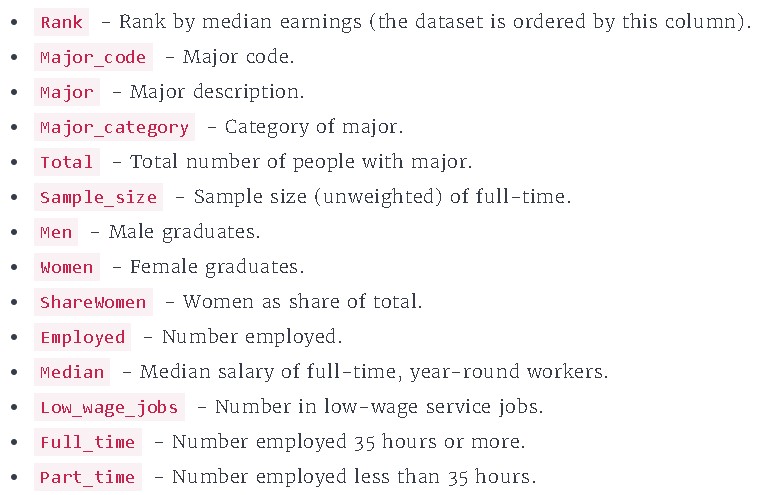 • Rank – Rank by median earnings (the dataset is ordered by this column).
• Major_code – Major code.
• Major – Major description.
• Major_category – Category of major.
• Total – Total number of people with major.
• Sample_size – Sample size (unweighted) of full-time.
• Men – Male graduates.
• Women – Female graduates.
• ShareWomen – Women as share of total.
• Employed – Number employed.
• Median – Median salary of full-time, year-round workers.
• Low_wage_jobs – Number in low-wage service jobs.
• Full_time – Number employed 35 hours or more.
• Part_time – Number employed less than 35 hours.